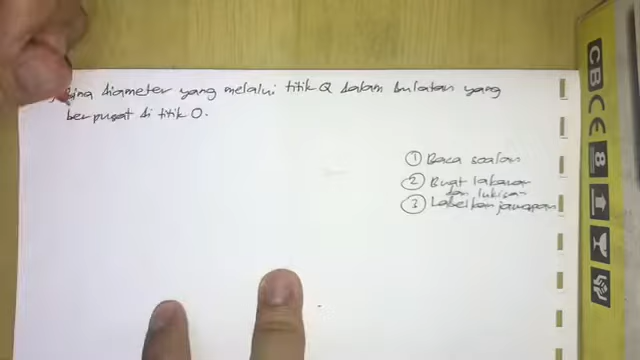 Bina diameter yang melalui titik Q dalam bulatan yang
berpusat di titik O.
① Baca soalan
② Buat lakaran
dan lukisan
③ Labelkan jawapan
CBCE8